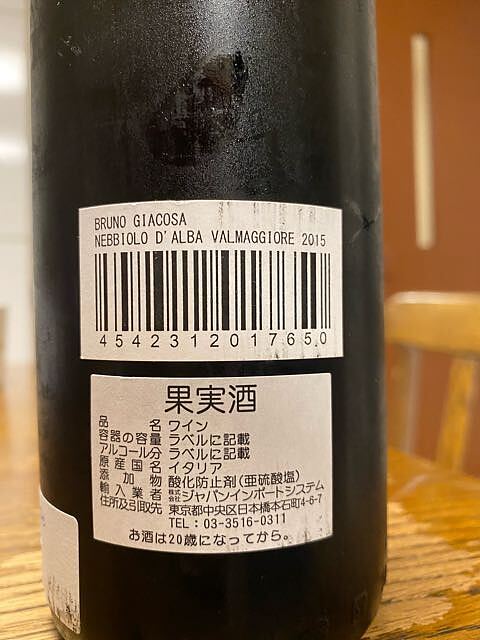 BRUNO GIACOSA
NEBBIOLO D'ALBA VALMAGGIORE 2015
4542312017650
果実酒
品名 ワイン
容器の容量 ラベルに記載
アルコール分 ラベルに記載
原産国名 イタリア
添加物 酸化防止剤(亜硫酸塩)
輸入業者 株式会社ジャパンインポートシステム
住所及引取先 東京都中央区日本橋本石町4-6-7
TEL:03-3516-0311
お酒は20歳になってから。